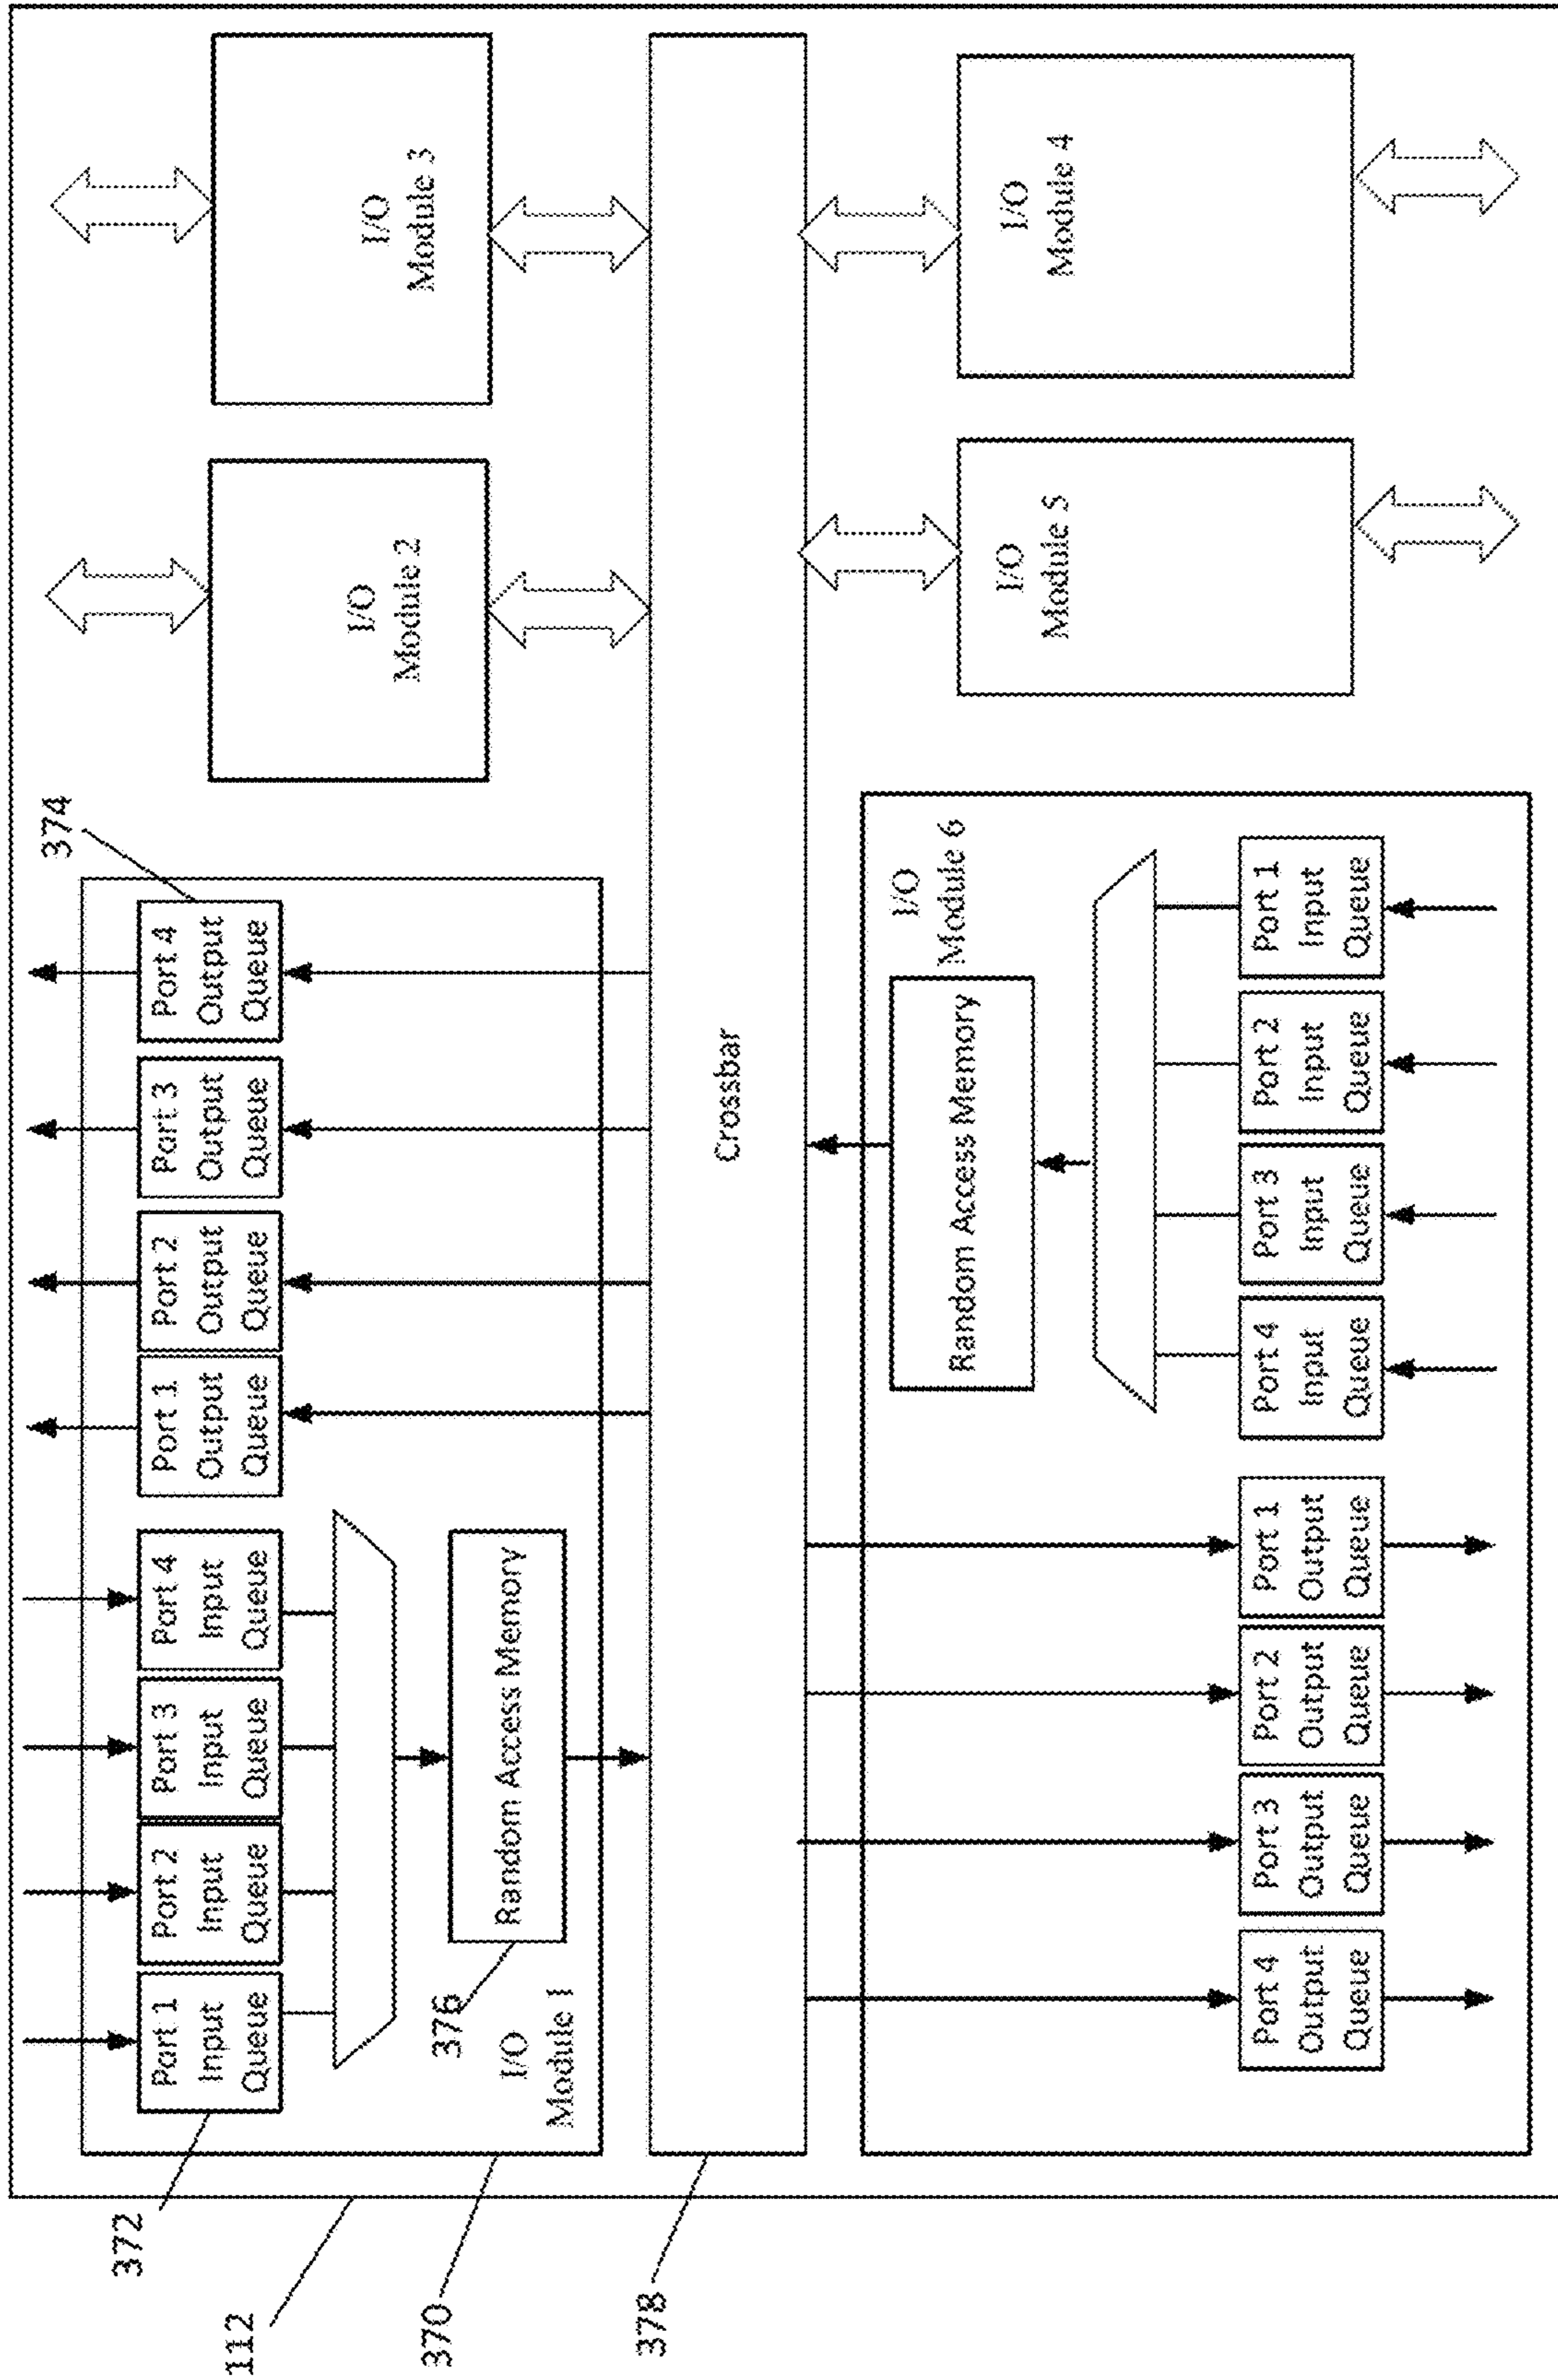 112
370
372
Port 1
Input
Queue
Port 2
Input
Queue
Port 3
Input
Queue
Port 4
Input
Queue
Port 1
Output
Queue
Port 2
Output
Queue
Port 3
Output
Queue
Port 4
Output
Queue
374
376
Random Access Memory
I/O
Module 1
I/O
Module 2
I/O
Module 3
378
Crossbar
I/O
Module 6
Random Access Memory
I/O
Module 5
I/O
Module 4
Port 4
Output
Queue
Port 3
Output
Queue
Port 2
Output
Queue
Port 1
Output
Queue
Port 4
Input
Queue
Port 3
Input
Queue
Port 2
Input
Queue
Port 1
Input
Queue